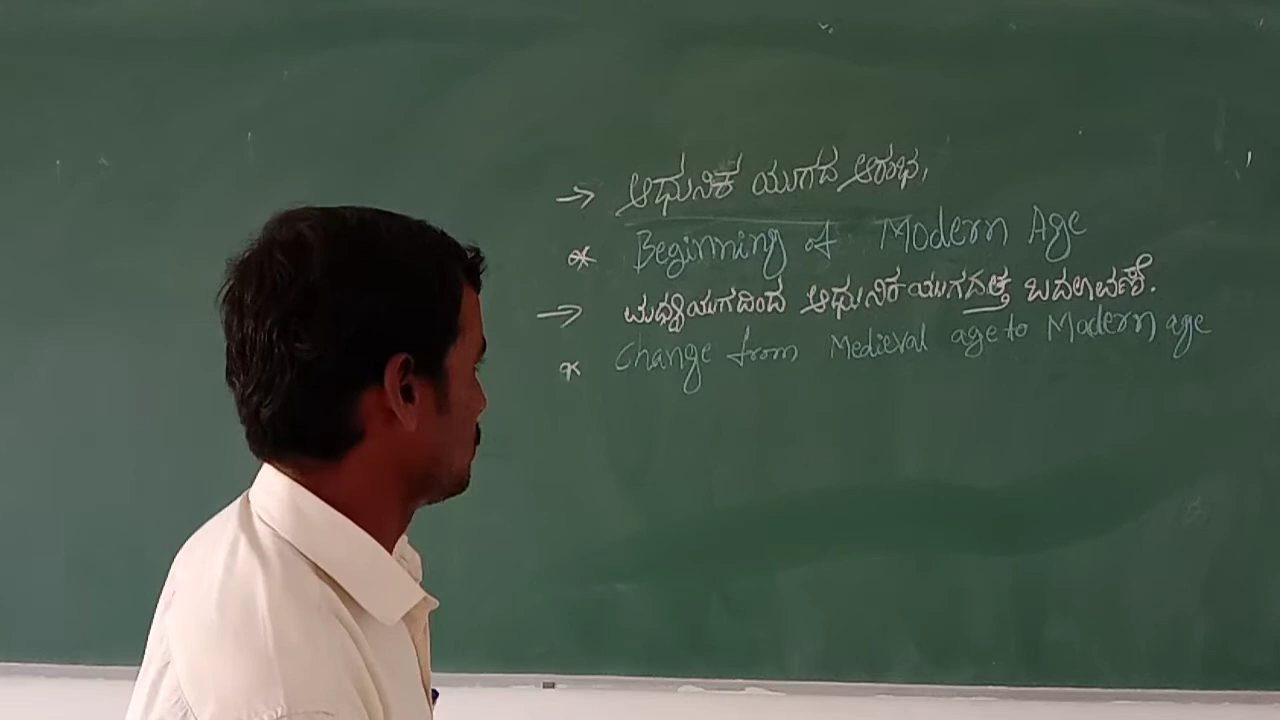 → ಆಧುನಿಕ ಯುಗದ ಆರಂಭ,
* Beginning of Modern Age
→ ಮಧ್ಯಯುಗದಿಂದ ಆಧುನಿಕಯುಗದತ್ತ ಬದಲಾವಣೆ.
* Change from Medieval age to Modern age